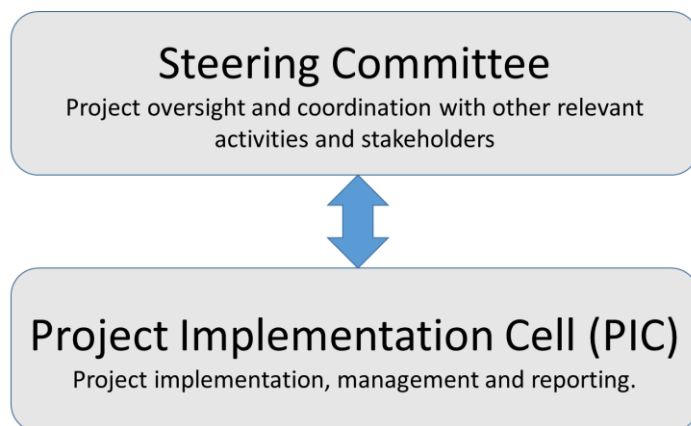 Steering Committee
Project oversight and coordination with other relevant
activities and stakeholders
Project Implementation Cell (PIC)
Project implementation, management and reporting.